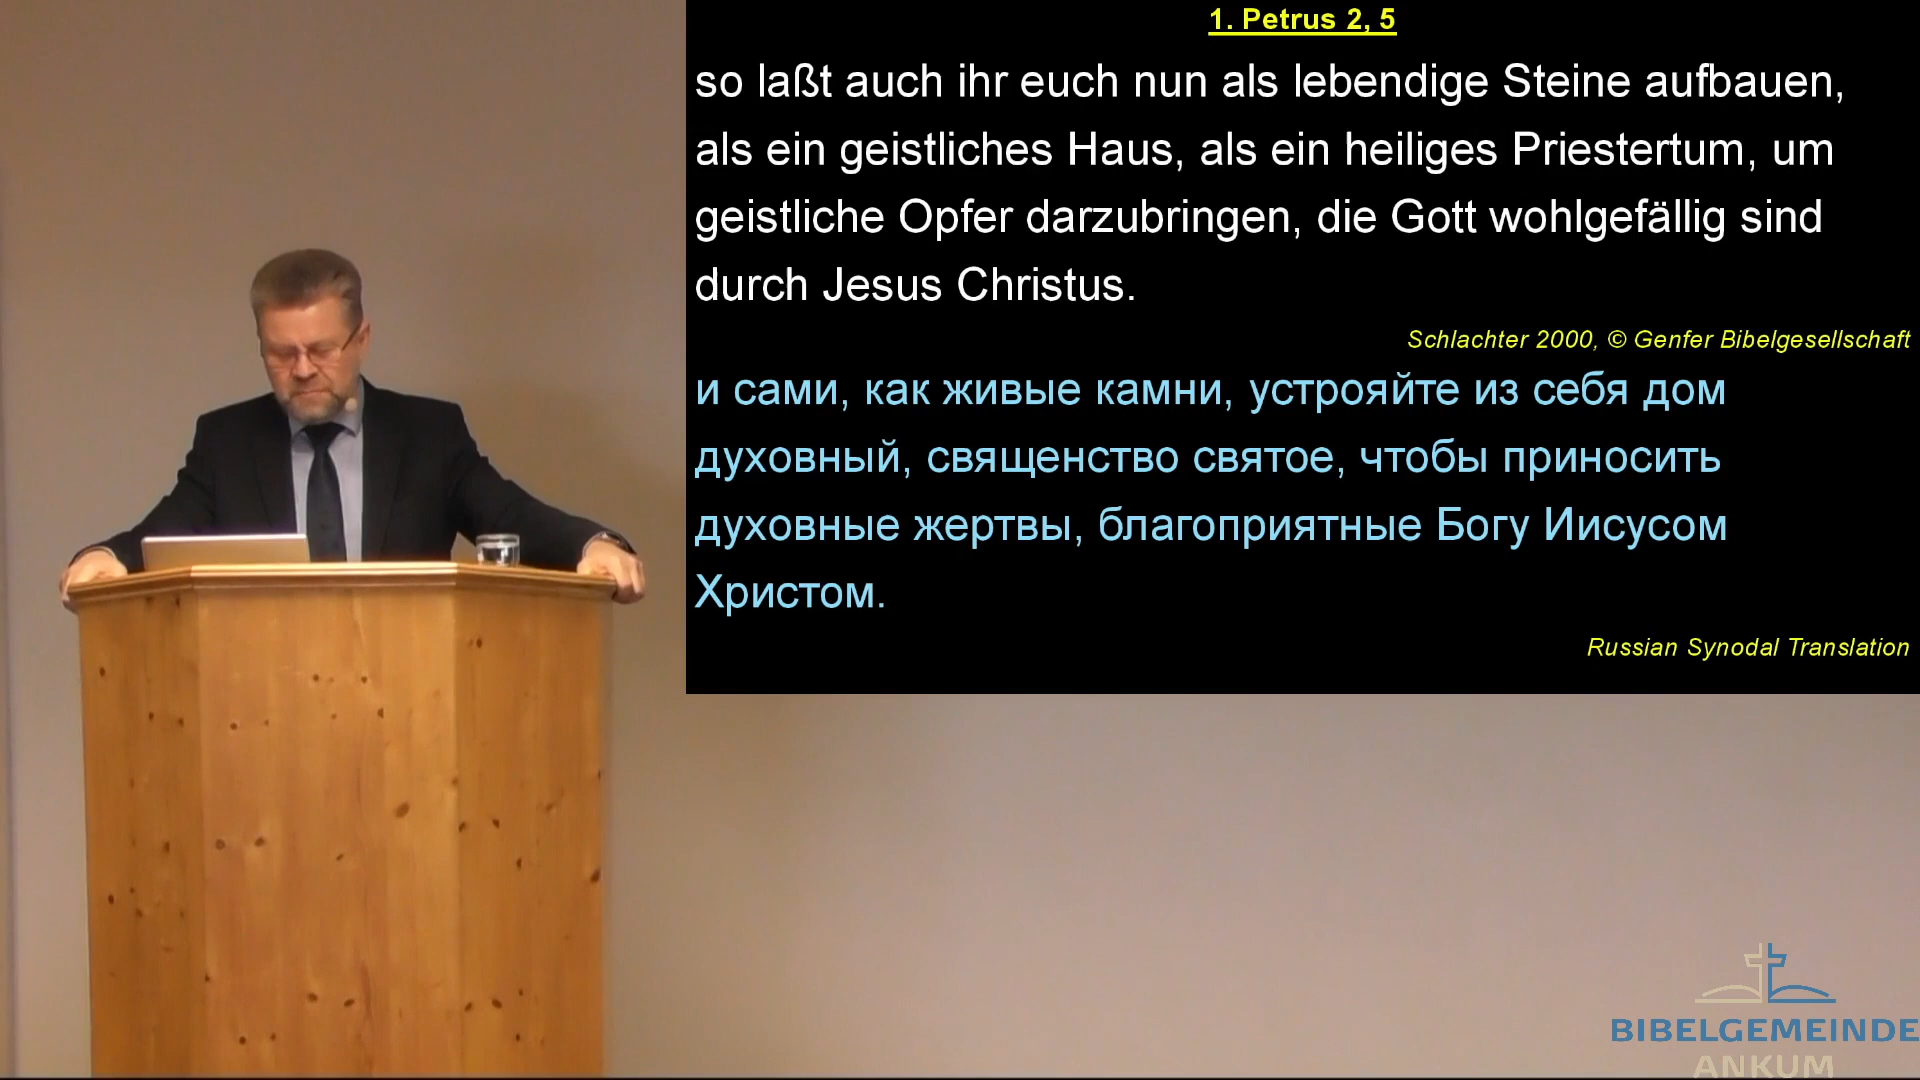 1. Petrus 2, 5
so laßt auch ihr euch nun als lebendige Steine aufbauen,
als ein geistliches Haus, als ein heiliges Priestertum, um
geistliche Opfer darzubringen, die Gott wohlgefällig sind
durch Jesus Christus.
Schlachter 2000, © Genfer Bibelgesellschaft
и сами, как живые камни, устрояйте из себя дом
духовный, священство святое, чтобы приносить
духовные жертвы, благоприятные Богу Иисусом
Христом.
Russian Synodal Translation
BIBELGEMEINDE
ANKUM